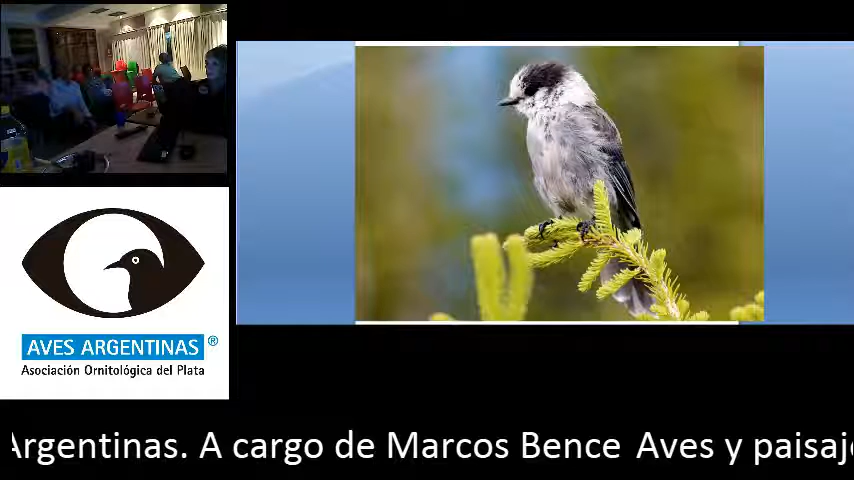 AVES ARGENTINAS®
Asociación Ornitológica del Plata
Argentinas. A cargo de Marcos Bence Aves y paisaje